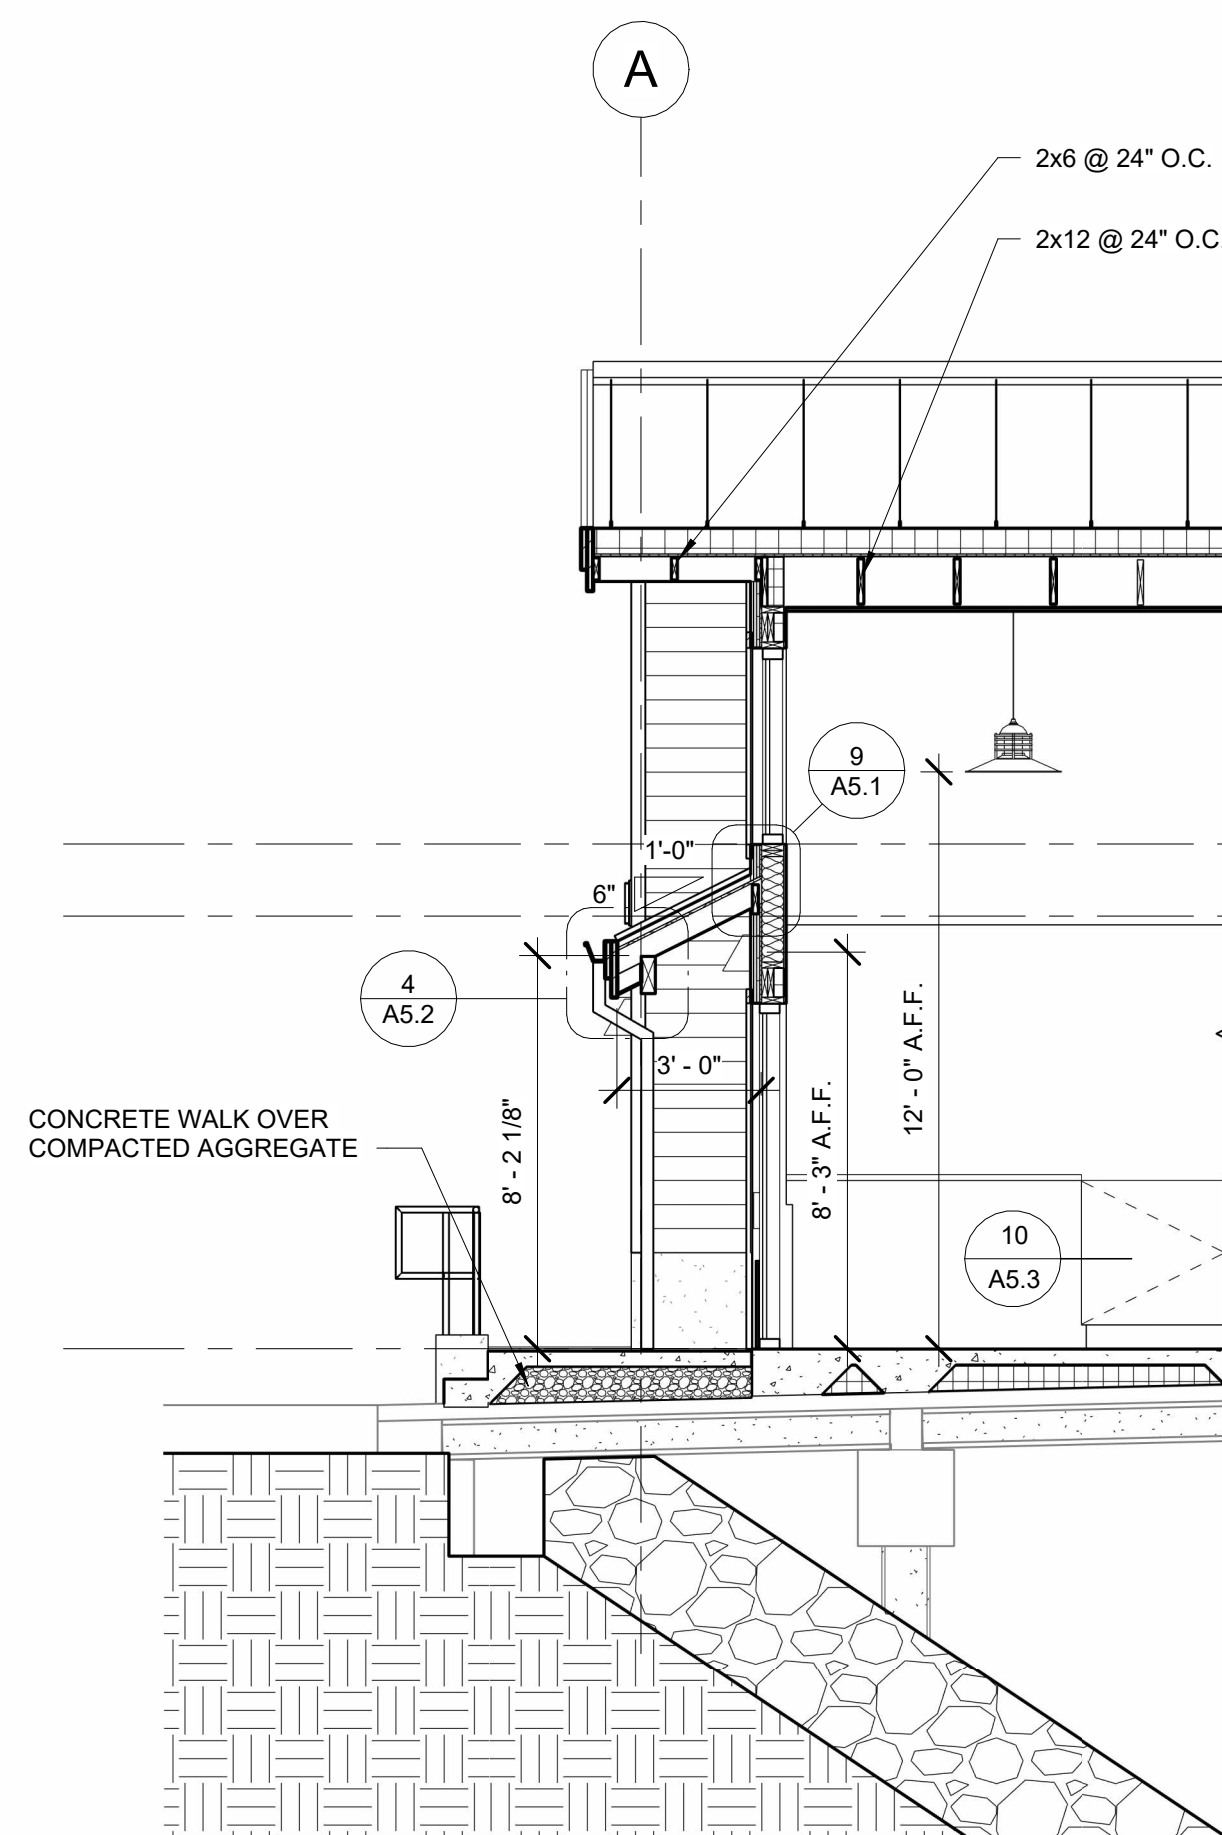 A
2x6 @ 24" O.C.
2x12 @ 24" O.C.
9
A5.1
1'-0"
6"
4
A5.2
3' - 0"
8' - 2 1/8"
8' - 3" A.F.F.
12' - 0" A.F.F.
CONCRETE WALK OVER
COMPACTED AGGREGATE
10
A5.3